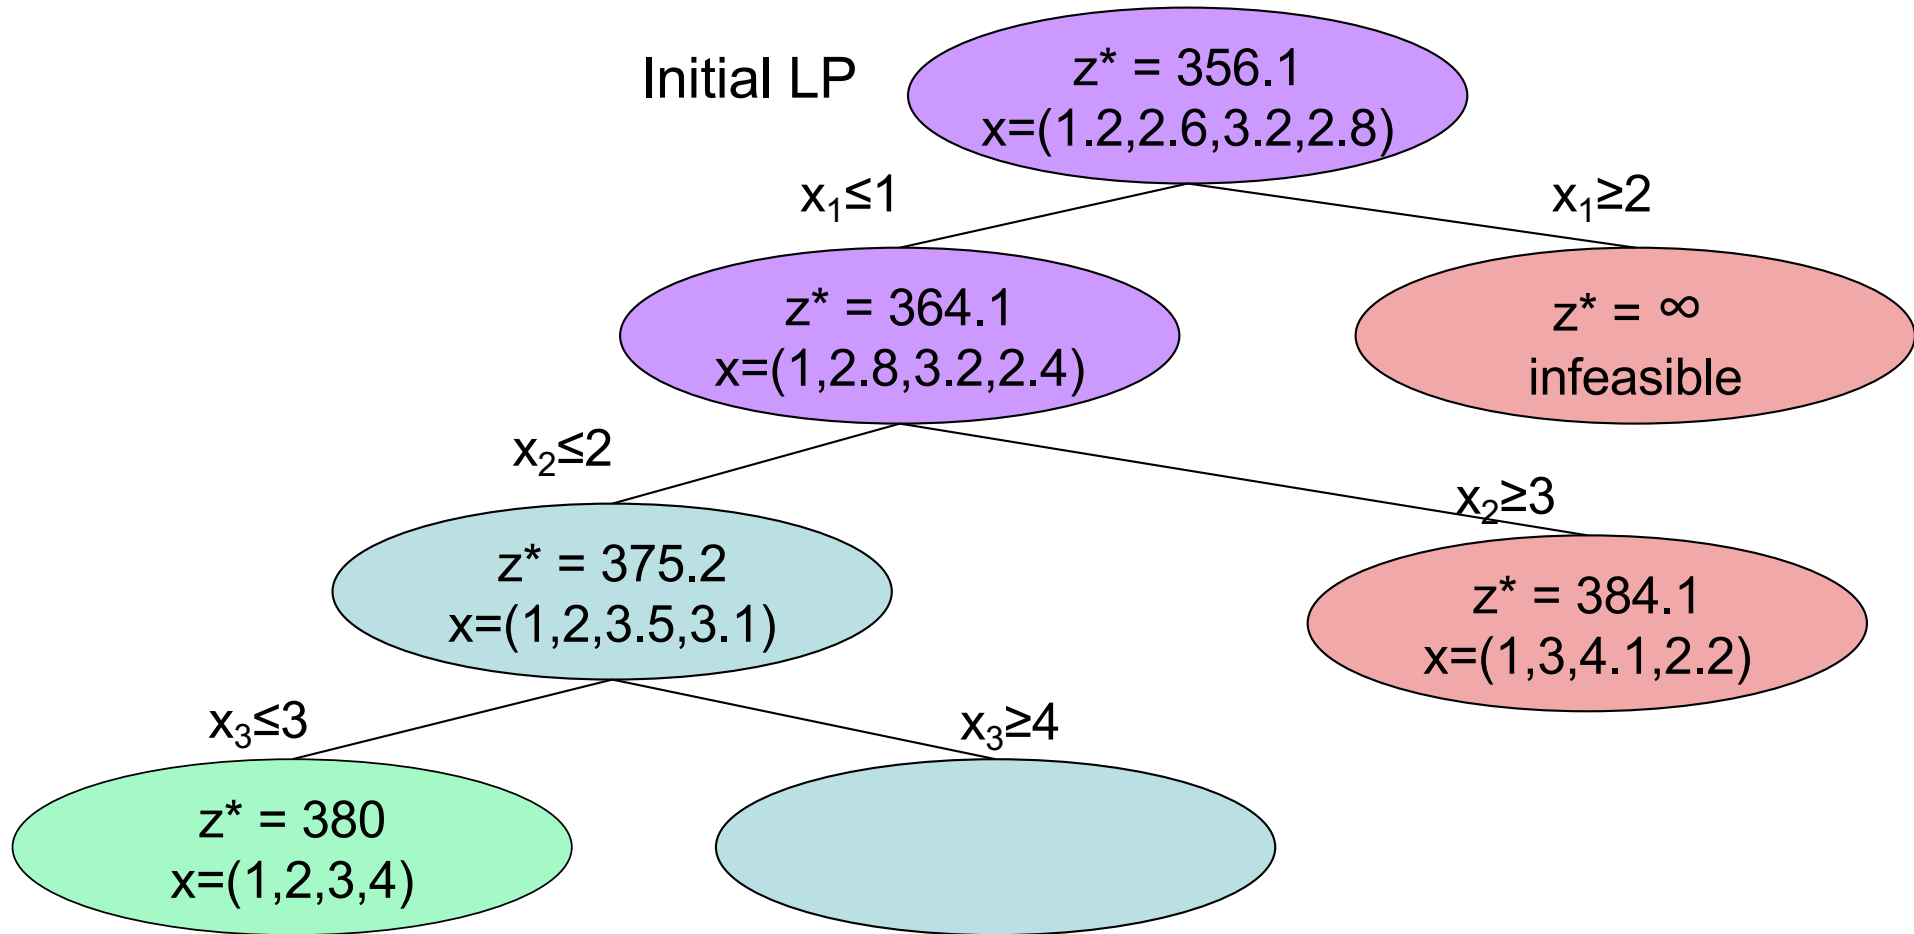 Initial LP
z* = 356.1
x=(1.2,2.6,3.2,2.8)
x₁≤1
x₁≥2
z* = 364.1
x=(1,2.8,3.2,2.4)
z* = ∞
infeasible
x₂≤2
x₂≥3
z* = 375.2
x=(1,2,3.5,3.1)
z* = 384.1
x=(1,3,4.1,2.2)
x₃≤3
x₃≥4
z* = 380
x=(1,2,3,4)